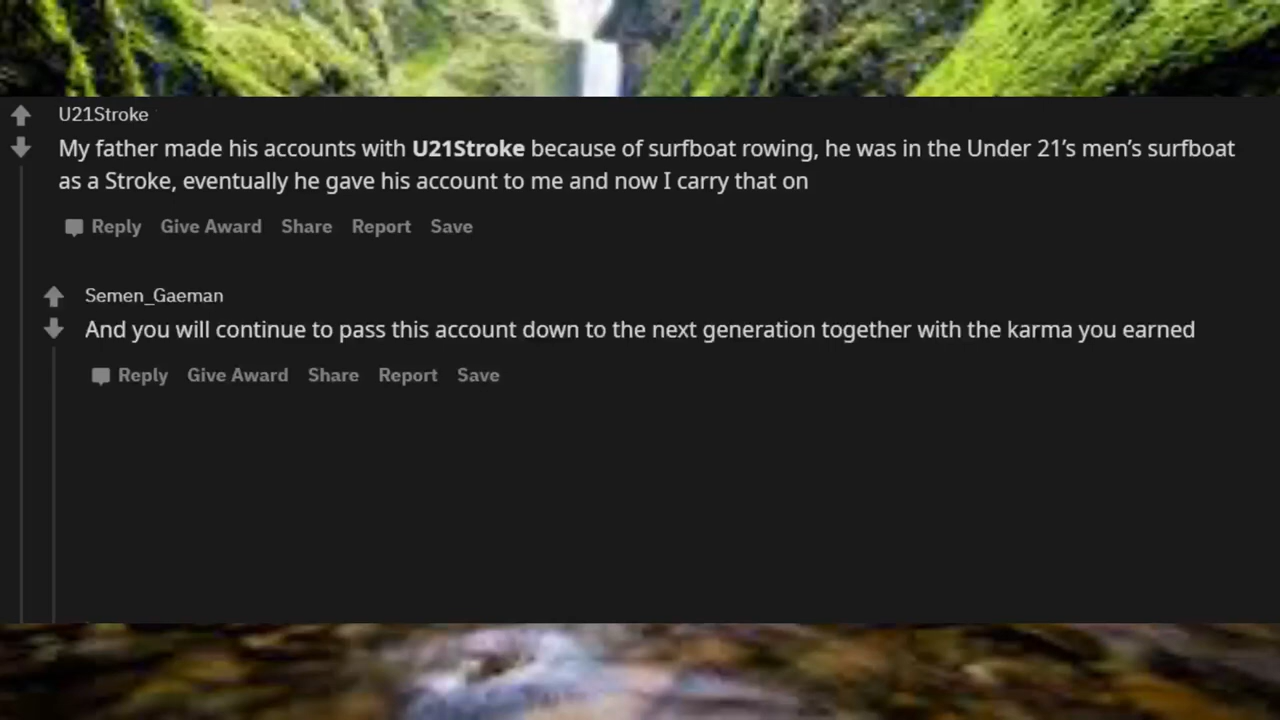 U21Stroke
My father made his accounts with U21Stroke because of surfboat rowing, he was in the Under 21’s men’s surfboat
as a Stroke, eventually he gave his account to me and now I carry that on
Reply Give Award Share Report Save
Semen_Gaeman
And you will continue to pass this account down to the next generation together with the karma you earned
Reply Give Award Share Report Save